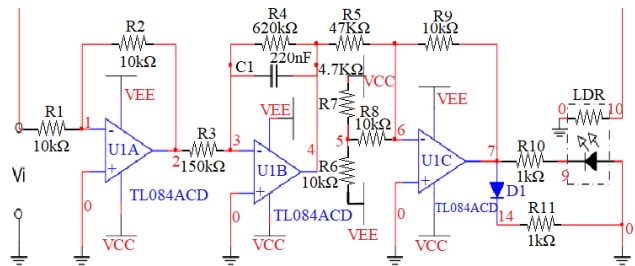 R2
10kΩ
VEE
R1
10kΩ
1
U1A
2
TL084ACD
Vi
0
VCC
R4
620kΩ
C1
220nF
VEE
R3
150kΩ
3
U1B
4
TL084ACD
0
VCC
R5
47KΩ
4.7KΩ
VCC
R7
5
R8
10kΩ
R6
10kΩ
VEE
R9
10kΩ
VEE
6
U1C
7
TL084ACD
0
VCC
R10
1kΩ
D1
14
R11
1kΩ
LDR
0
10
9
0